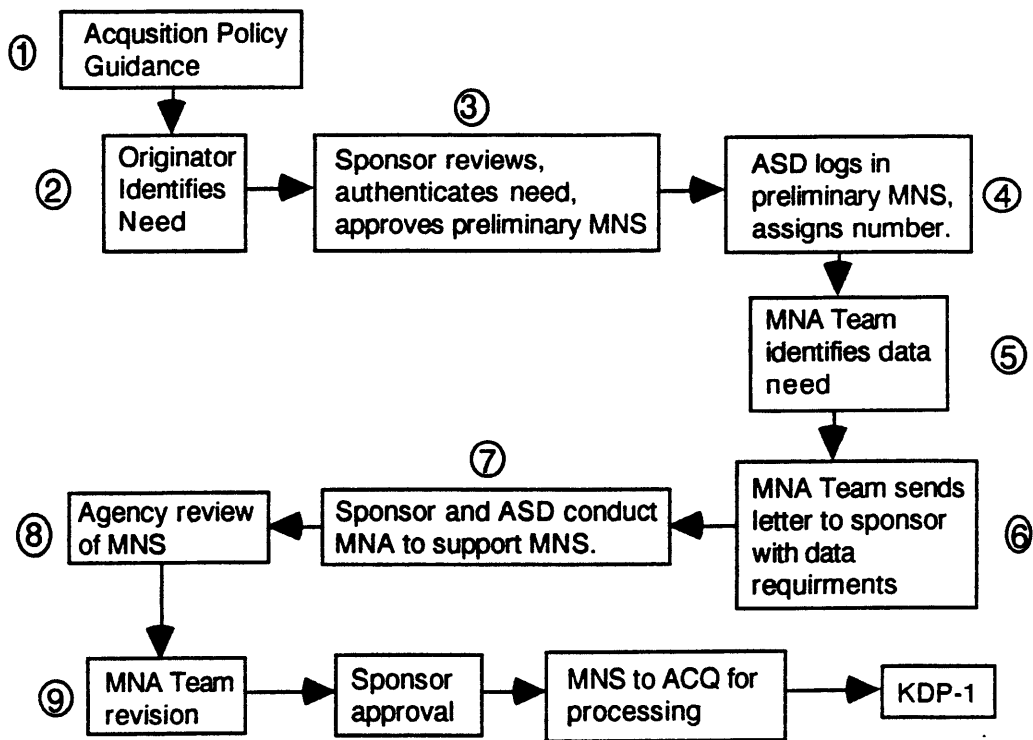 ①
Acqusition Policy
Guidance
②
Originator
Identifies
Need
③
Sponsor reviews,
authenticates need,
approves preliminary MNS
④
ASD logs in
preliminary MNS,
assigns number.
⑤
MNA Team
identifies data
need
⑥
MNA Team sends
letter to sponsor
with data
requirments
⑦
Sponsor and ASD conduct
MNA to support MNS.
⑧
Agency review
of MNS
⑨
MNA Team
revision
Sponsor
approval
MNS to ACQ for
processing
KDP-1